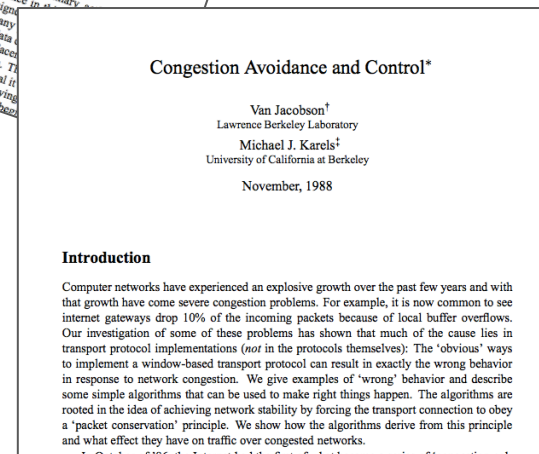 Congestion Avoidance and Control*
Van Jacobson†
Lawrence Berkeley Laboratory
Michael J. Karels‡
University of California at Berkeley
November, 1988
Introduction
Computer networks have experienced an explosive growth over the past few years and with
that growth have come severe congestion problems. For example, it is now common to see
internet gateways drop 10% of the incoming packets because of local buffer overflows.
Our investigation of some of these problems has shown that much of the cause lies in
transport protocol implementations (not in the protocols themselves): The ‘obvious’ ways
to implement a window-based transport protocol can result in exactly the wrong behavior
in response to network congestion. We give examples of ‘wrong’ behavior and describe
some simple algorithms that can be used to make right things happen. The algorithms are
rooted in the idea of achieving network stability by forcing the transport connection to obey
a ‘packet conservation’ principle. We show how the algorithms derive from this principle
and what effect they have on traffic over congested networks.